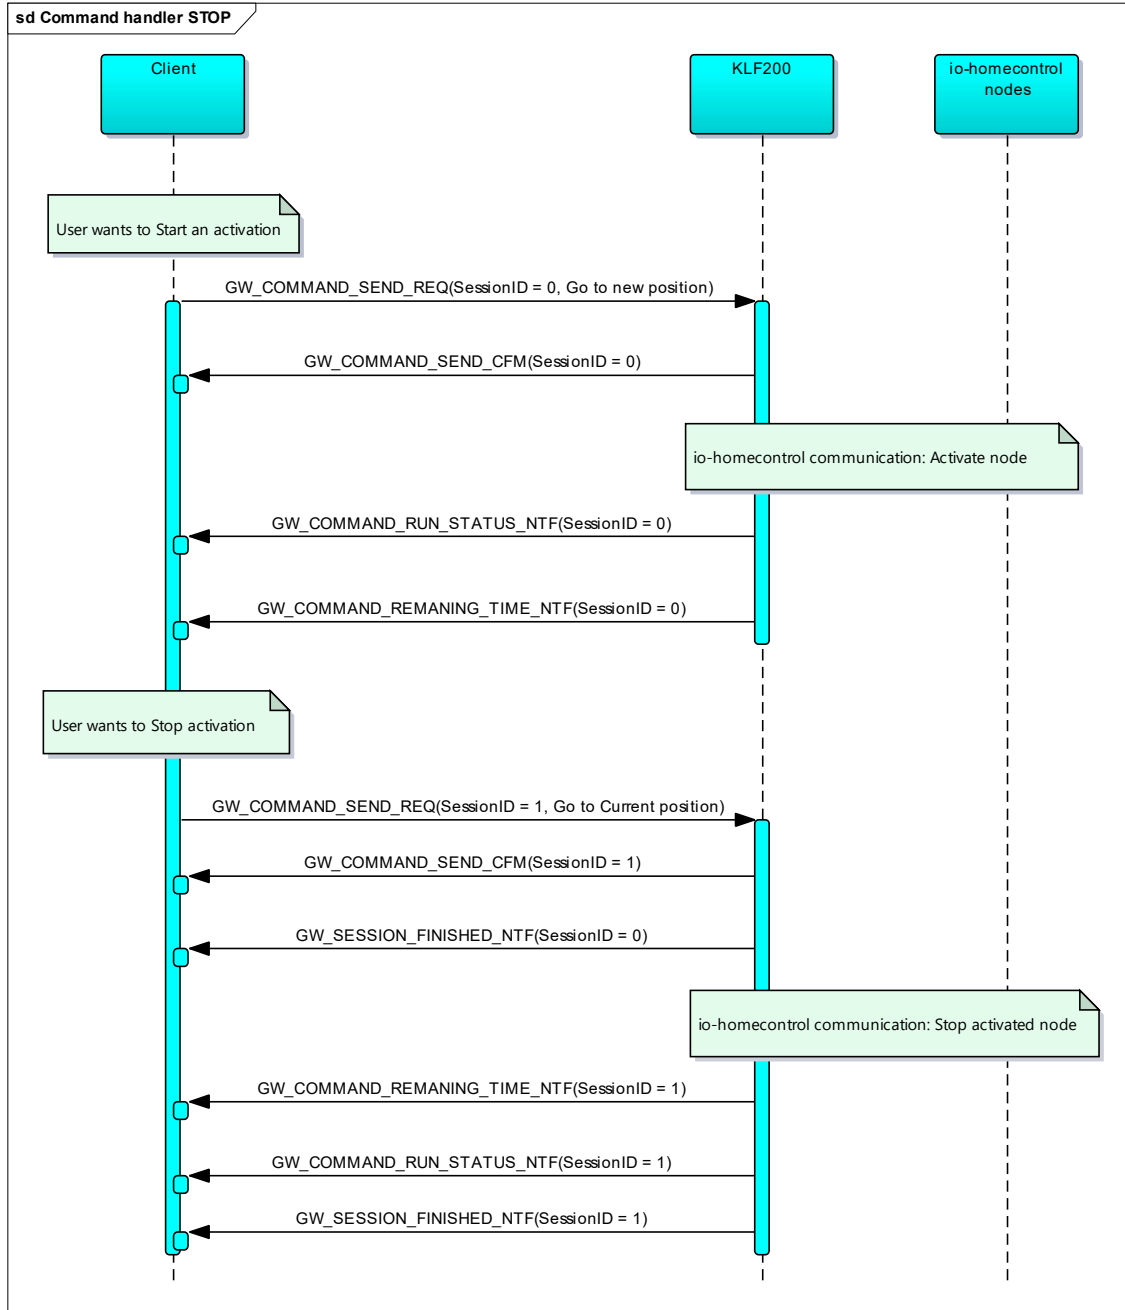 sd Command handler STOP
Client
KLF200
io-homecontrol
nodes
User wants to Start an activation
GW_COMMAND_SEND_REQ(SessionID = 0, Go to new position)
GW_COMMAND_SEND_CFM(SessionID = 0)
io-homecontrol communication: Activate node
GW_COMMAND_RUN_STATUS_NTF(SessionID = 0)
GW_COMMAND_REMANING_TIME_NTF(SessionID = 0)
User wants to Stop activation
GW_COMMAND_SEND_REQ(SessionID = 1, Go to Current position)
GW_COMMAND_SEND_CFM(SessionID = 1)
GW_SESSION_FINISHED_NTF(SessionID = 0)
io-homecontrol communication: Stop activated node
GW_COMMAND_REMANING_TIME_NTF(SessionID = 1)
GW_COMMAND_RUN_STATUS_NTF(SessionID = 1)
GW_SESSION_FINISHED_NTF(SessionID = 1)